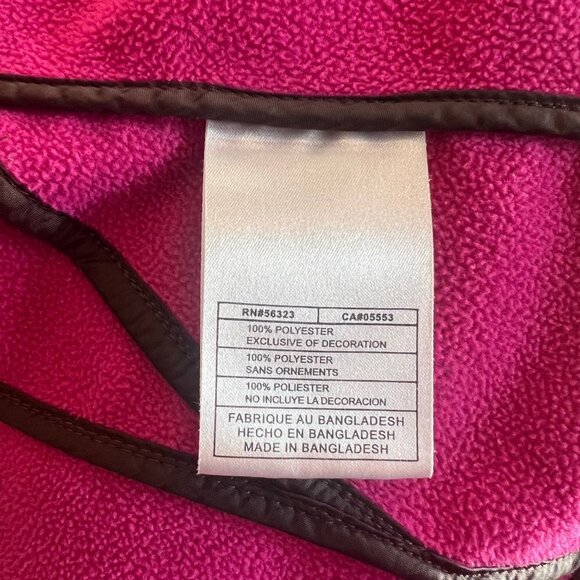 RN#56323 CA#05553
100% POLYESTER
EXCLUSIVE OF DECORATION
100% POLYESTER
SANS ORNEMENTS
100% POLIESTER
NO INCLUYE LA DECORACION
FABRIQUE AU BANGLADESH
HECHO EN BANGLADESH
MADE IN BANGLADESH